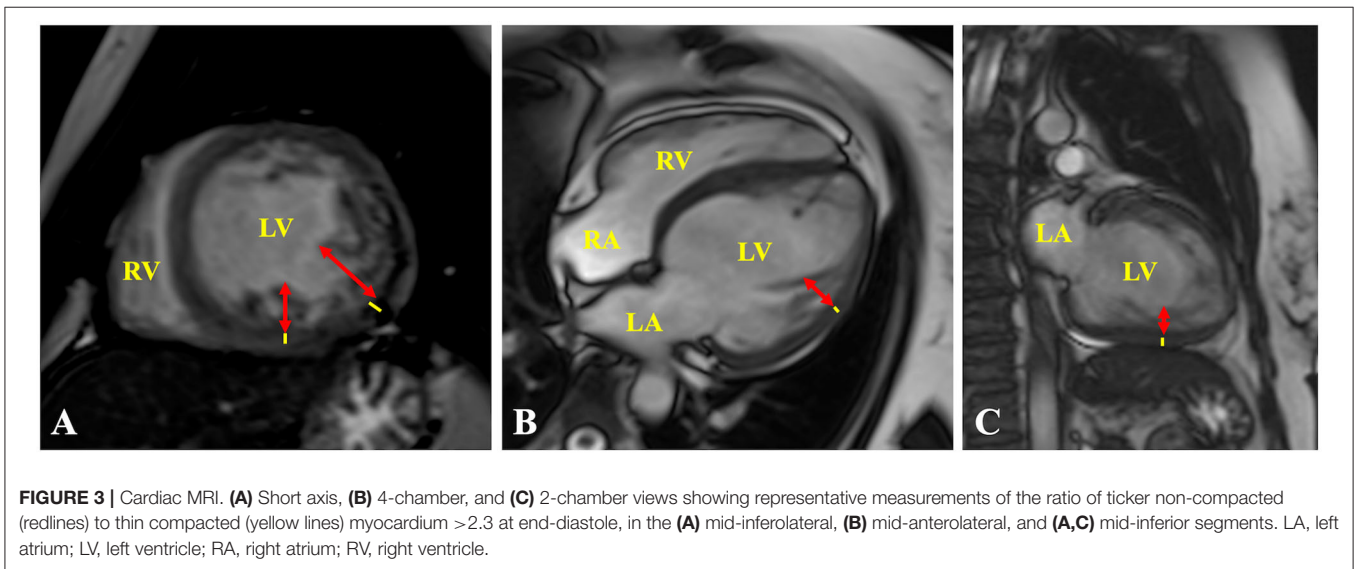 LV
RV
A
RV
RA
LV
LA
B
LA
LV
C
FIGURE 3 | Cardiac MRI. (A) Short axis, (B) 4-chamber, and (C) 2-chamber views showing representative measurements of the ratio of ticker non-compacted
(redlines) to thin compacted (yellow lines) myocardium >2.3 at end-diastole, in the (A) mid-inferolateral, (B) mid-anterolateral, and (A,C) mid-inferior segments. LA, left
atrium; LV, left ventricle; RA, right atrium; RV, right ventricle.